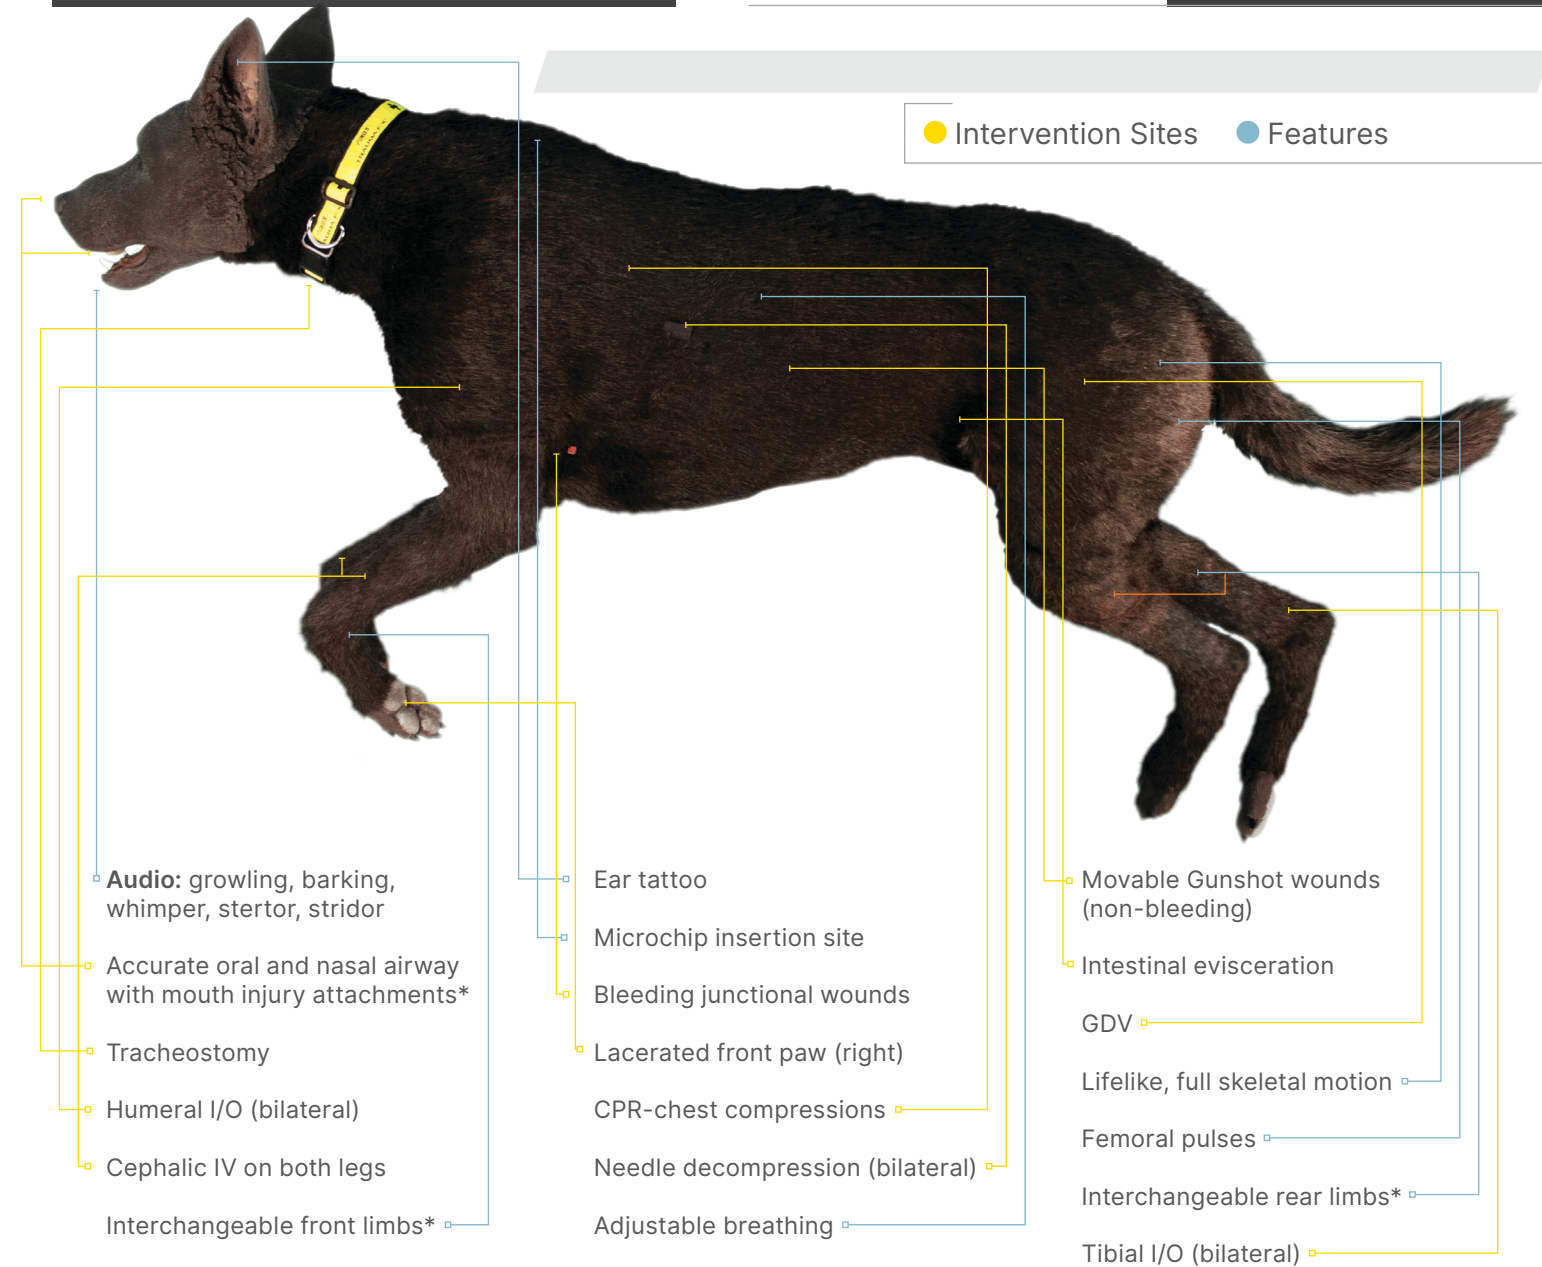 Intervention Sites
Features
Audio: growling, barking,
whimper, stertor, stridor
Accurate oral and nasal airway
with mouth injury attachments*
Tracheostomy
Humeral I/O (bilateral)
Cephalic IV on both legs
Interchangeable front limbs*
Ear tattoo
Microchip insertion site
Bleeding junctional wounds
Lacerated front paw (right)
CPR-chest compressions
Needle decompression (bilateral)
Adjustable breathing
Movable Gunshot wounds
(non-bleeding)
Intestinal evisceration
GDV
Lifelike, full skeletal motion
Femoral pulses
Interchangeable rear limbs*
Tibial I/O (bilateral)